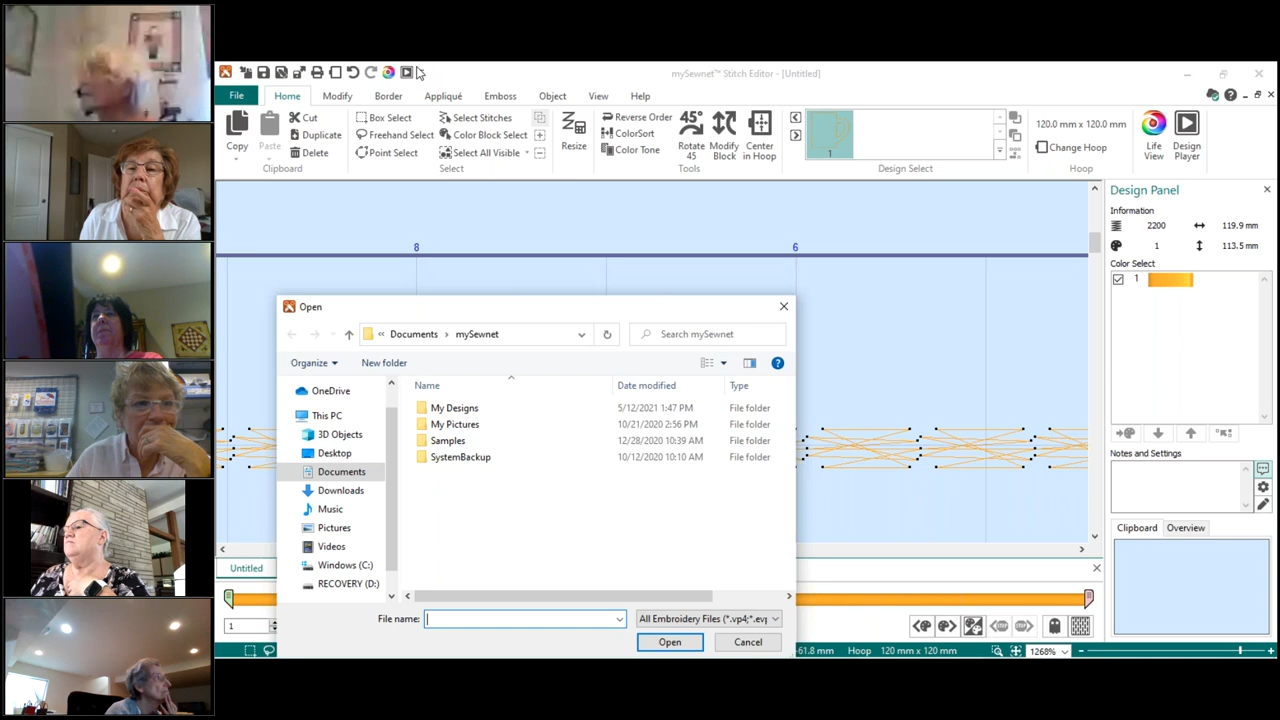 mySewnet™ Stitch Editor - [Untitled]
File Home Modify Border Appliqué Emboss Object View Help
Copy
Paste
Cut
Duplicate
Delete
Clipboard
Box Select
Freehand Select
Point Select
Select Stitches
Color Block Select
Select All Visible
Select
Resize
Reverse Order
ColorSort
Color Tone
Rotate 45
Modify Block
Center in Hoop
45°
Tools
1
Design Select
120.0 mm x 120.0 mm
Change Hoop
Hoop
Life View
Design Player
8 6
Open
« Documents › mySewnet
Search mySewnet
Organize New folder
OneDrive
This PC
3D Objects
Desktop
Documents
Downloads
Music
Pictures
Videos
Windows (C:)
RECOVERY (D:)
Name Date modified Type
My Designs 5/12/2021 1:47 PM File folder
My Pictures 10/21/2020 2:56 PM File folder
Samples 12/28/2020 10:39 AM File folder
SystemBackup 10/12/2020 10:10 AM File folder
File name:
All Embroidery Files (*.vp4;*.evp
Open Cancel
Design Panel
Information
2200 119.9 mm
1 113.5 mm
Color Select
1
Notes and Settings
Clipboard Overview
Untitled
1
STOP STOP
-61.8 mm Hoop 120 mm x 120 mm 1268%